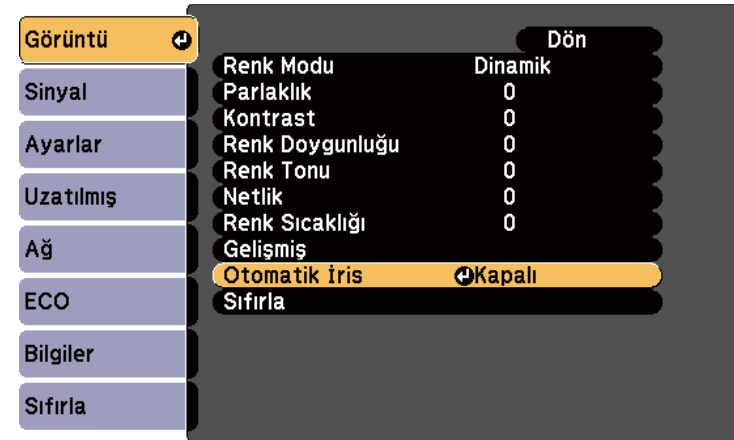 Görüntü
Sinyal
Ayarlar
Uzatılmış
Ağ
ECO
Bilgiler
Sıfırla
Dön
Renk Modu Dinamik
Parlaklık 0
Kontrast 0
Renk Doygunluğu 0
Renk Tonu 0
Netlik 0
Renk Sıcaklığı 0
Gelişmiş
Otomatik İris Kapalı
Sıfırla